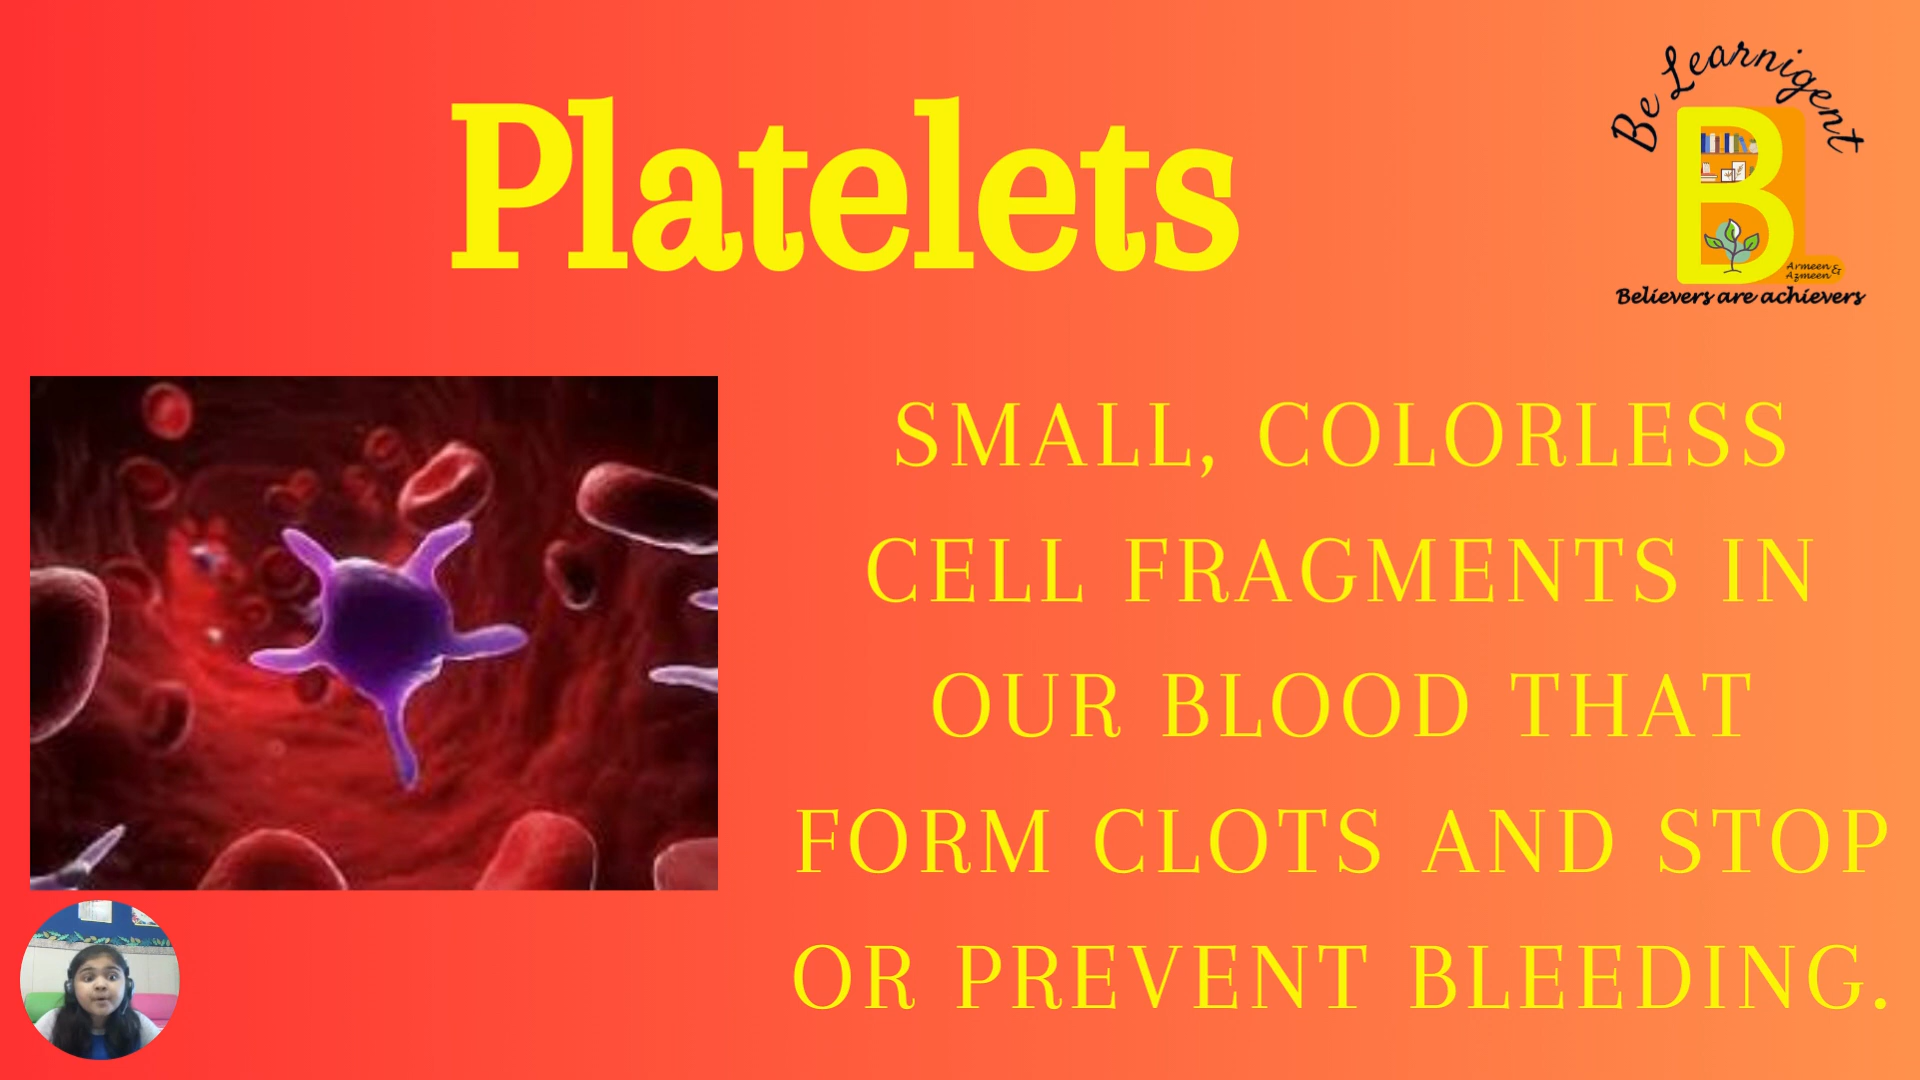 Platelets
Be Learnigent
Armeen &
Azmeen
Believers are achievers
SMALL, COLORLESS
CELL FRAGMENTS IN
OUR BLOOD THAT
FORM CLOTS AND STOP
OR PREVENT BLEEDING.